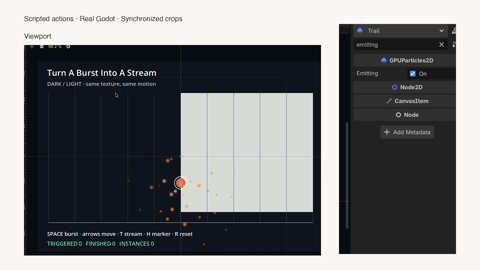 Scripted actions · Real Godot · Synchronized crops
Viewport
98.2 %
Turn A Burst Into A Stream
DARK / LIGHT · same texture, same motion
SPACE burst · arrows move · T stream · H marker · R reset
TRIGGERED 0 FINISHED 0 INSTANCES 0
Trail
emitting
GPUParticles2D
Emitting
On
Node2D
CanvasItem
Node
Add Metadata